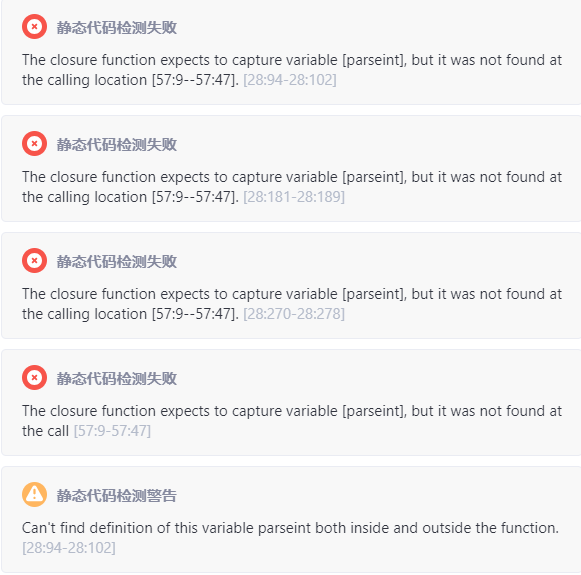 静态代码检测失败
The closure function expects to capture variable [parseint], but it was not found at
the calling location [57:9--57:47]. [28:94-28:102]
静态代码检测失败
The closure function expects to capture variable [parseint], but it was not found at
the calling location [57:9--57:47]. [28:181-28:189]
静态代码检测失败
The closure function expects to capture variable [parseint], but it was not found at
the calling location [57:9--57:47]. [28:270-28:278]
静态代码检测失败
The closure function expects to capture variable [parseint], but it was not found at
the call [57:9-57:47]
静态代码检测警告
Can't find definition of this variable parseint both inside and outside the function.
[28:94-28:102]